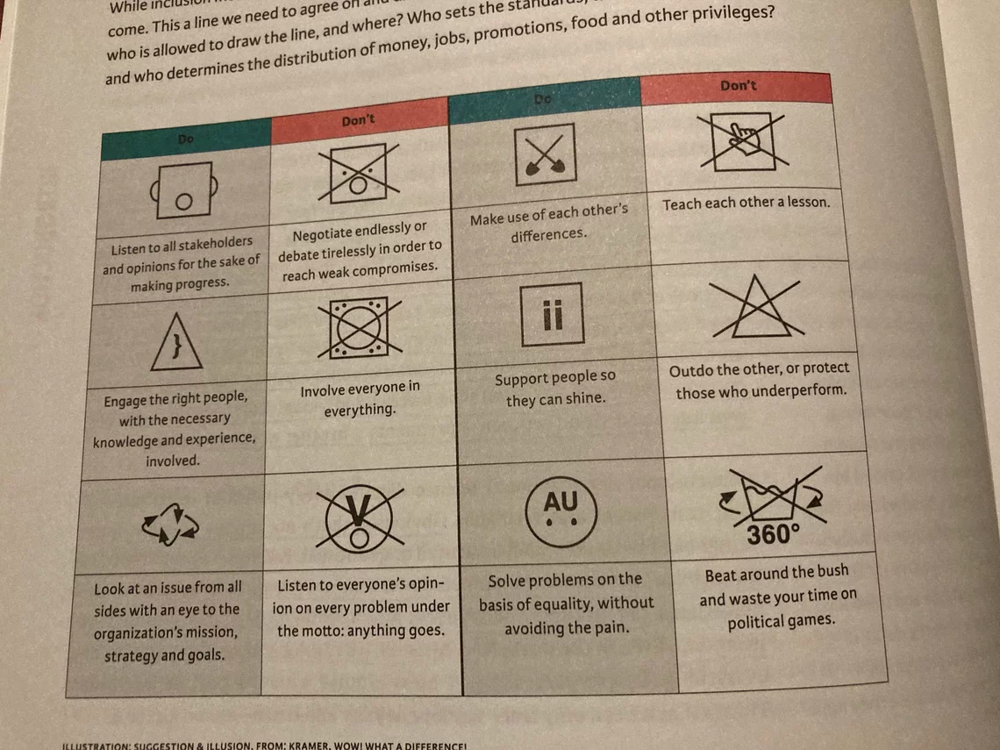 While inclusion
come. This a line we need to agree on and
who is allowed to draw the line, and where? Who sets the standards,
and who determines the distribution of money, jobs, promotions, food and other privileges?
Do
Don't
Do
Don't
Listen to all stakeholders
and opinions for the sake of
making progress.
Negotiate endlessly or
debate tirelessly in order to
reach weak compromises.
Make use of each other's
differences.
Teach each other a lesson.
}
ii
Engage the right people,
with the necessary
knowledge and experience,
involved.
Involve everyone in
everything.
Support people so
they can shine.
Outdo the other, or protect
those who underperform.
V
AU
360°
Look at an issue from all
sides with an eye to the
organization's mission,
strategy and goals.
Listen to everyone's opin-
ion on every problem under
the motto: anything goes.
Solve problems on the
basis of equality, without
avoiding the pain.
Beat around the bush
and waste your time on
political games.
ILLUSTRATION: SUGGESTION & ILLUSION, FROM: KRAMER, WOW! WHAT A DIFFERENCE!